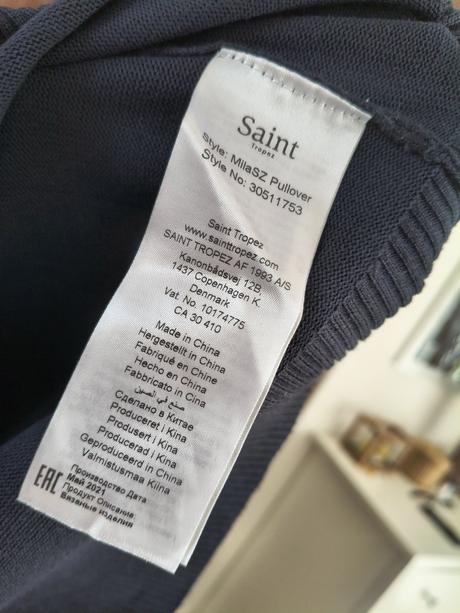 Saint
Tropez
Style: MilaSZ Pullover
Style No: 30511753
Saint Tropez
www.sainttropez.com
SAINT TROPEZ AF 1993 A/S
Kanonbådsvej 12B,
1437 Copenhagen K.
Denmark
Vat. No. 10174775
CA 30 410
Made in China
Hergestellt in China
Fabriqué en Chine
Hecho en China
Fabricato in Cina
صنع في الصين
Сделано в Китае
Produceret i Kina
Produsert i Kina
Producerad i Kina
Geproduceerd in China
Valmistusmaa Kiina
EAC
Производство Дата
Май 2021
Продукт Описание:
Вязаные изделия